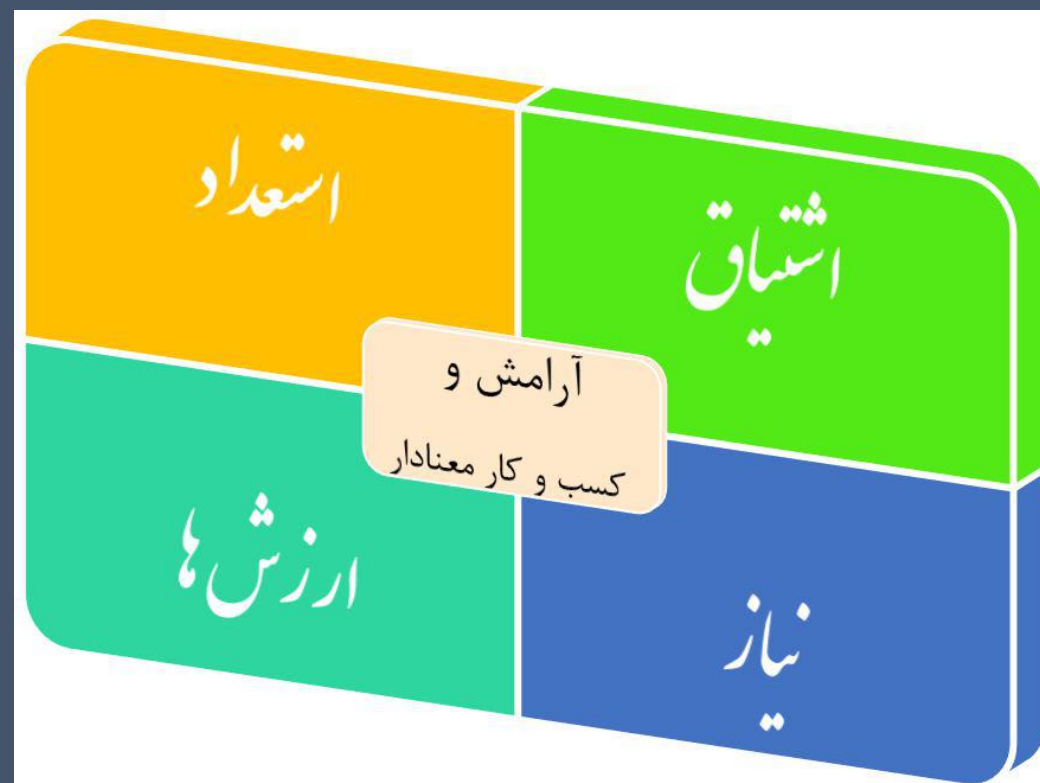 اشتیاق
استعداد
آرامش و
کسب و کار معنادار
نیاز
ارزش ها